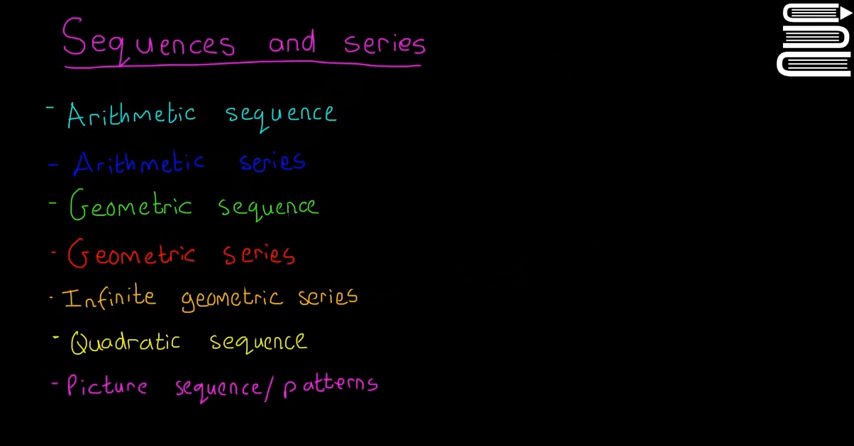 Sequences and series
- Arithmetic sequence
- Arithmetic series
- Geometric sequence
- Geometric series
- Infinite geometric series
- Quadratic sequence
- Picture sequence/patterns